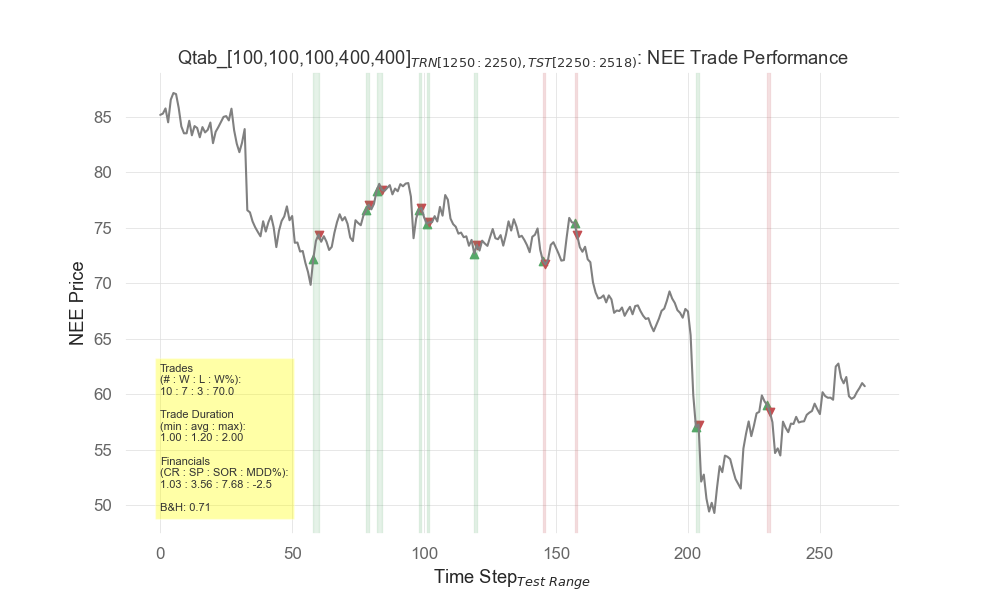 Qtab_[100,100,100,400,400]TRN[1250:2250),TST[2250:2518): NEE Trade Performance
NEE Price
85
80
75
70
65
60
55
50
Trades
(# : W : L : W%):
10 : 7 : 3 : 70.0
Trade Duration
(min : avg : max):
1.00 : 1.20 : 2.00
Financials
(CR : SP : SOR : MDD%):
1.03 : 3.56 : 7.68 : -2.5
B&H: 0.71
0 50 100 150 200 250
Time StepTest Range